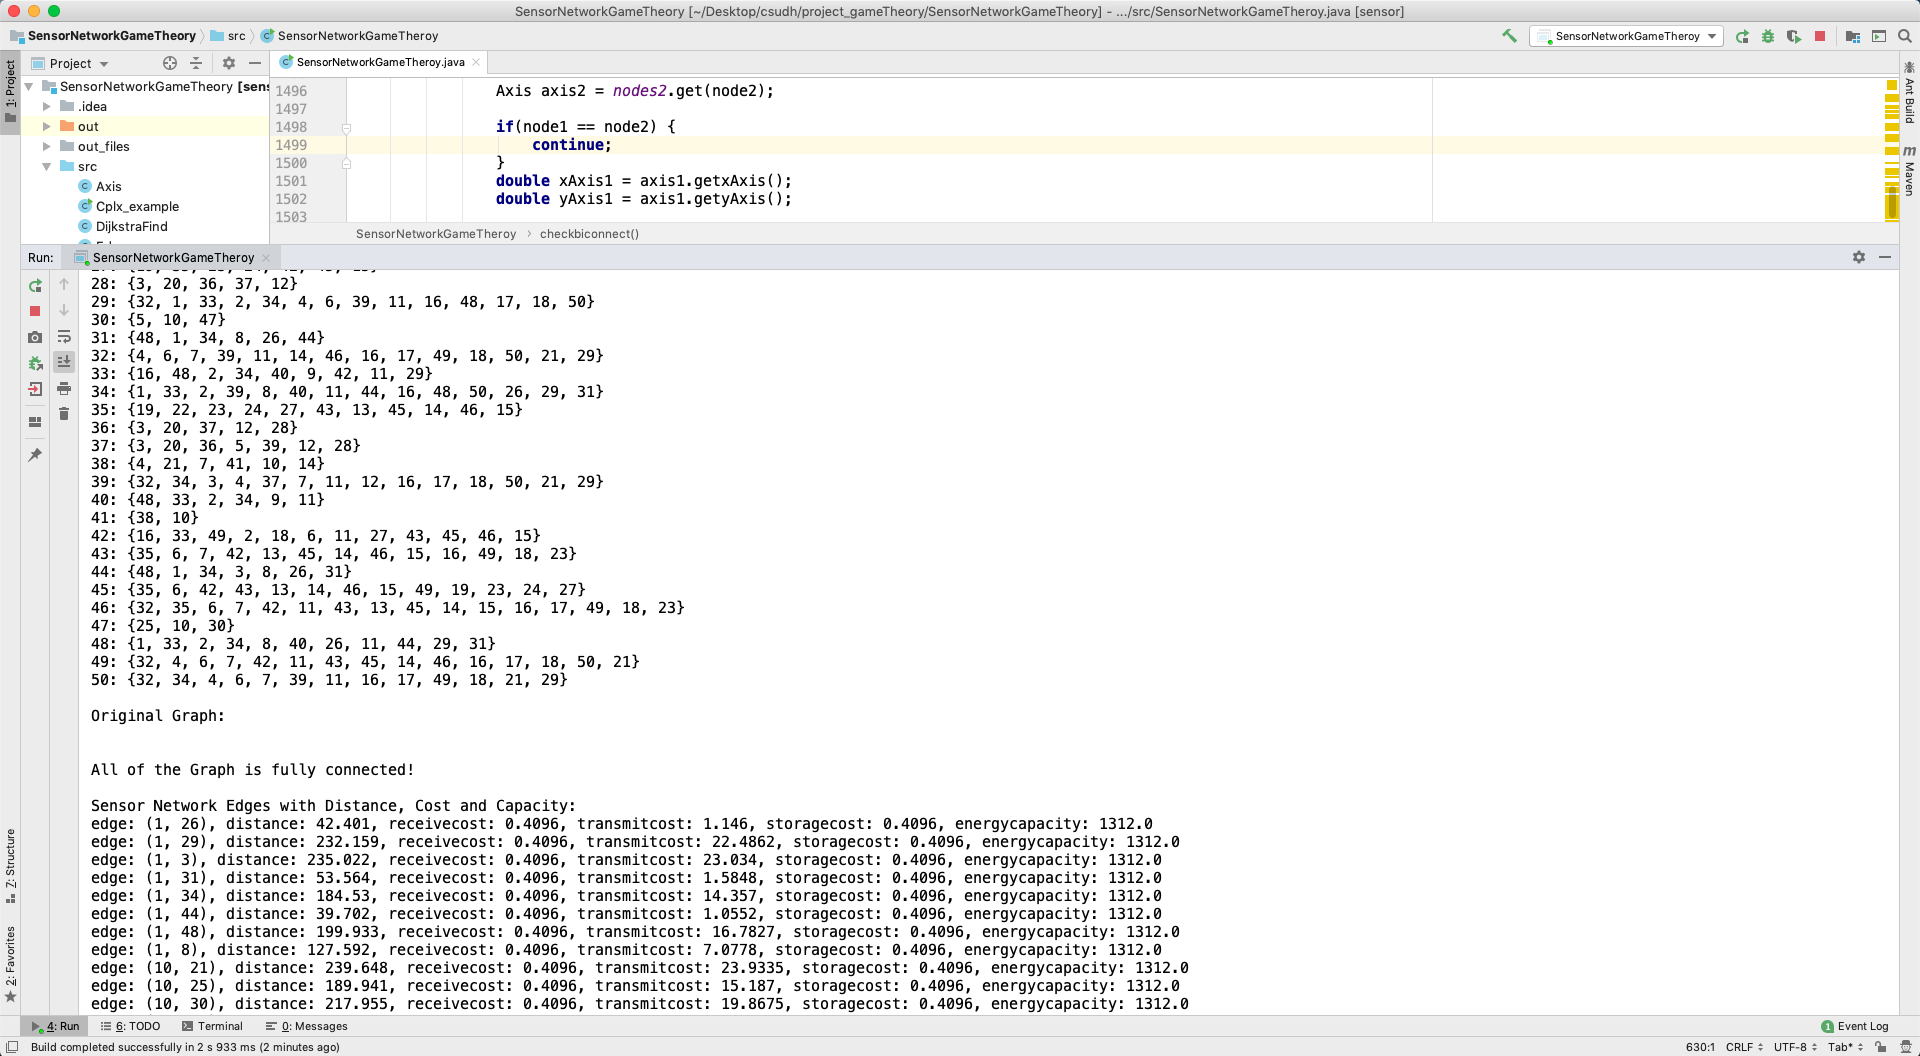 SensorNetworkGameTheory [~/Desktop/csudh/project_gameTheory/SensorNetworkGameTheory] - .../src/SensorNetworkGameTheroy.java [sensor]
SensorNetworkGameTheory src SensorNetworkGameTheroy
SensorNetworkGameTheroy
1: Project
Project
SensorNetworkGameTheory [sens
.idea
out
out_files
src
Axis
Cplx_example
DijkstraFind
SensorNetworkGameTheroy.java
1496 Axis axis2 = nodes2.get(node2);
1497
1498 if(node1 == node2) {
1499 continue;
1500 }
1501 double xAxis1 = axis1.getxAxis();
1502 double yAxis1 = axis1.getyAxis();
1503
SensorNetworkGameTheroy › checkbiconnect()
Ant Build
Maven
Run: SensorNetworkGameTheroy
28: {3, 20, 36, 37, 12}
29: {32, 1, 33, 2, 34, 4, 6, 39, 11, 16, 48, 17, 18, 50}
30: {5, 10, 47}
31: {48, 1, 34, 8, 26, 44}
32: {4, 6, 7, 39, 11, 14, 46, 16, 17, 49, 18, 50, 21, 29}
33: {16, 48, 2, 34, 40, 9, 42, 11, 29}
34: {1, 33, 2, 39, 8, 40, 11, 44, 16, 48, 50, 26, 29, 31}
35: {19, 22, 23, 24, 27, 43, 13, 45, 14, 46, 15}
36: {3, 20, 37, 12, 28}
37: {3, 20, 36, 5, 39, 12, 28}
38: {4, 21, 7, 41, 10, 14}
39: {32, 34, 3, 4, 37, 7, 11, 12, 16, 17, 18, 50, 21, 29}
40: {48, 33, 2, 34, 9, 11}
41: {38, 10}
42: {16, 33, 49, 2, 18, 6, 11, 27, 43, 45, 46, 15}
43: {35, 6, 7, 42, 13, 45, 14, 46, 15, 16, 49, 18, 23}
44: {48, 1, 34, 3, 8, 26, 31}
45: {35, 6, 42, 43, 13, 14, 46, 15, 49, 19, 23, 24, 27}
46: {32, 35, 6, 7, 42, 11, 43, 13, 45, 14, 15, 16, 17, 49, 18, 23}
47: {25, 10, 30}
48: {1, 33, 2, 34, 8, 40, 26, 11, 44, 29, 31}
49: {32, 4, 6, 7, 42, 11, 43, 45, 14, 46, 16, 17, 18, 50, 21}
50: {32, 34, 4, 6, 7, 39, 11, 16, 17, 49, 18, 21, 29}
Original Graph:
All of the Graph is fully connected!
Sensor Network Edges with Distance, Cost and Capacity:
edge: (1, 26), distance: 42.401, receivecost: 0.4096, transmitcost: 1.146, storagecost: 0.4096, energycapacity: 1312.0
edge: (1, 29), distance: 232.159, receivecost: 0.4096, transmitcost: 22.4862, storagecost: 0.4096, energycapacity: 1312.0
edge: (1, 3), distance: 235.022, receivecost: 0.4096, transmitcost: 23.034, storagecost: 0.4096, energycapacity: 1312.0
edge: (1, 31), distance: 53.564, receivecost: 0.4096, transmitcost: 1.5848, storagecost: 0.4096, energycapacity: 1312.0
edge: (1, 34), distance: 184.53, receivecost: 0.4096, transmitcost: 14.357, storagecost: 0.4096, energycapacity: 1312.0
edge: (1, 44), distance: 39.702, receivecost: 0.4096, transmitcost: 1.0552, storagecost: 0.4096, energycapacity: 1312.0
edge: (1, 48), distance: 199.933, receivecost: 0.4096, transmitcost: 16.7827, storagecost: 0.4096, energycapacity: 1312.0
edge: (1, 8), distance: 127.592, receivecost: 0.4096, transmitcost: 7.0778, storagecost: 0.4096, energycapacity: 1312.0
edge: (10, 21), distance: 239.648, receivecost: 0.4096, transmitcost: 23.9335, storagecost: 0.4096, energycapacity: 1312.0
edge: (10, 25), distance: 189.941, receivecost: 0.4096, transmitcost: 15.187, storagecost: 0.4096, energycapacity: 1312.0
edge: (10, 30), distance: 217.955, receivecost: 0.4096, transmitcost: 19.8675, storagecost: 0.4096, energycapacity: 1312.0
Z: Structure
2: Favorites
4: Run 6: TODO Terminal 0: Messages
1 Event Log
Build completed successfully in 2 s 933 ms (2 minutes ago)
630:1 CRLF UTF-8 Tab*